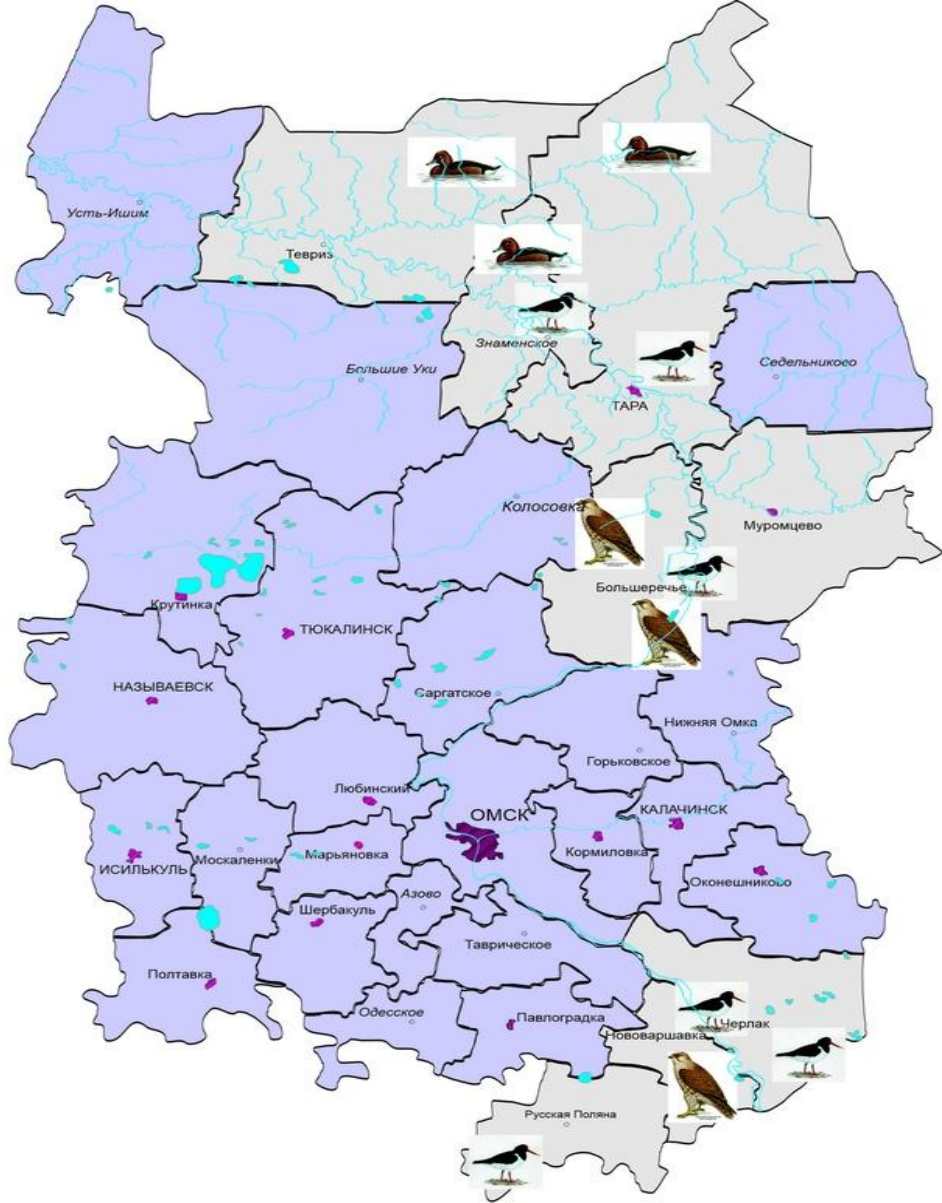 Усть-Ишим
Тевриз
Знаменское
Большие Уки
Седельникого
ТАРА
Колосовка
Муромцево
Большеречье
Крутинка
ТЮКАЛИНСК
НАЗЫВАЕВСК
Саргатское
Нижняя Омка
Горьковское
Любинский
ОМСК
КАЛАЧИНСК
Марьяновка
Кормиловка
Москаленки
ИСИЛЬКУЛЬ
Оконешниково
Азово
Шербакуль
Таврическое
Полтавка
Одесское
Павлоградка
Черлак
Нововаршавка
Русская Поляна